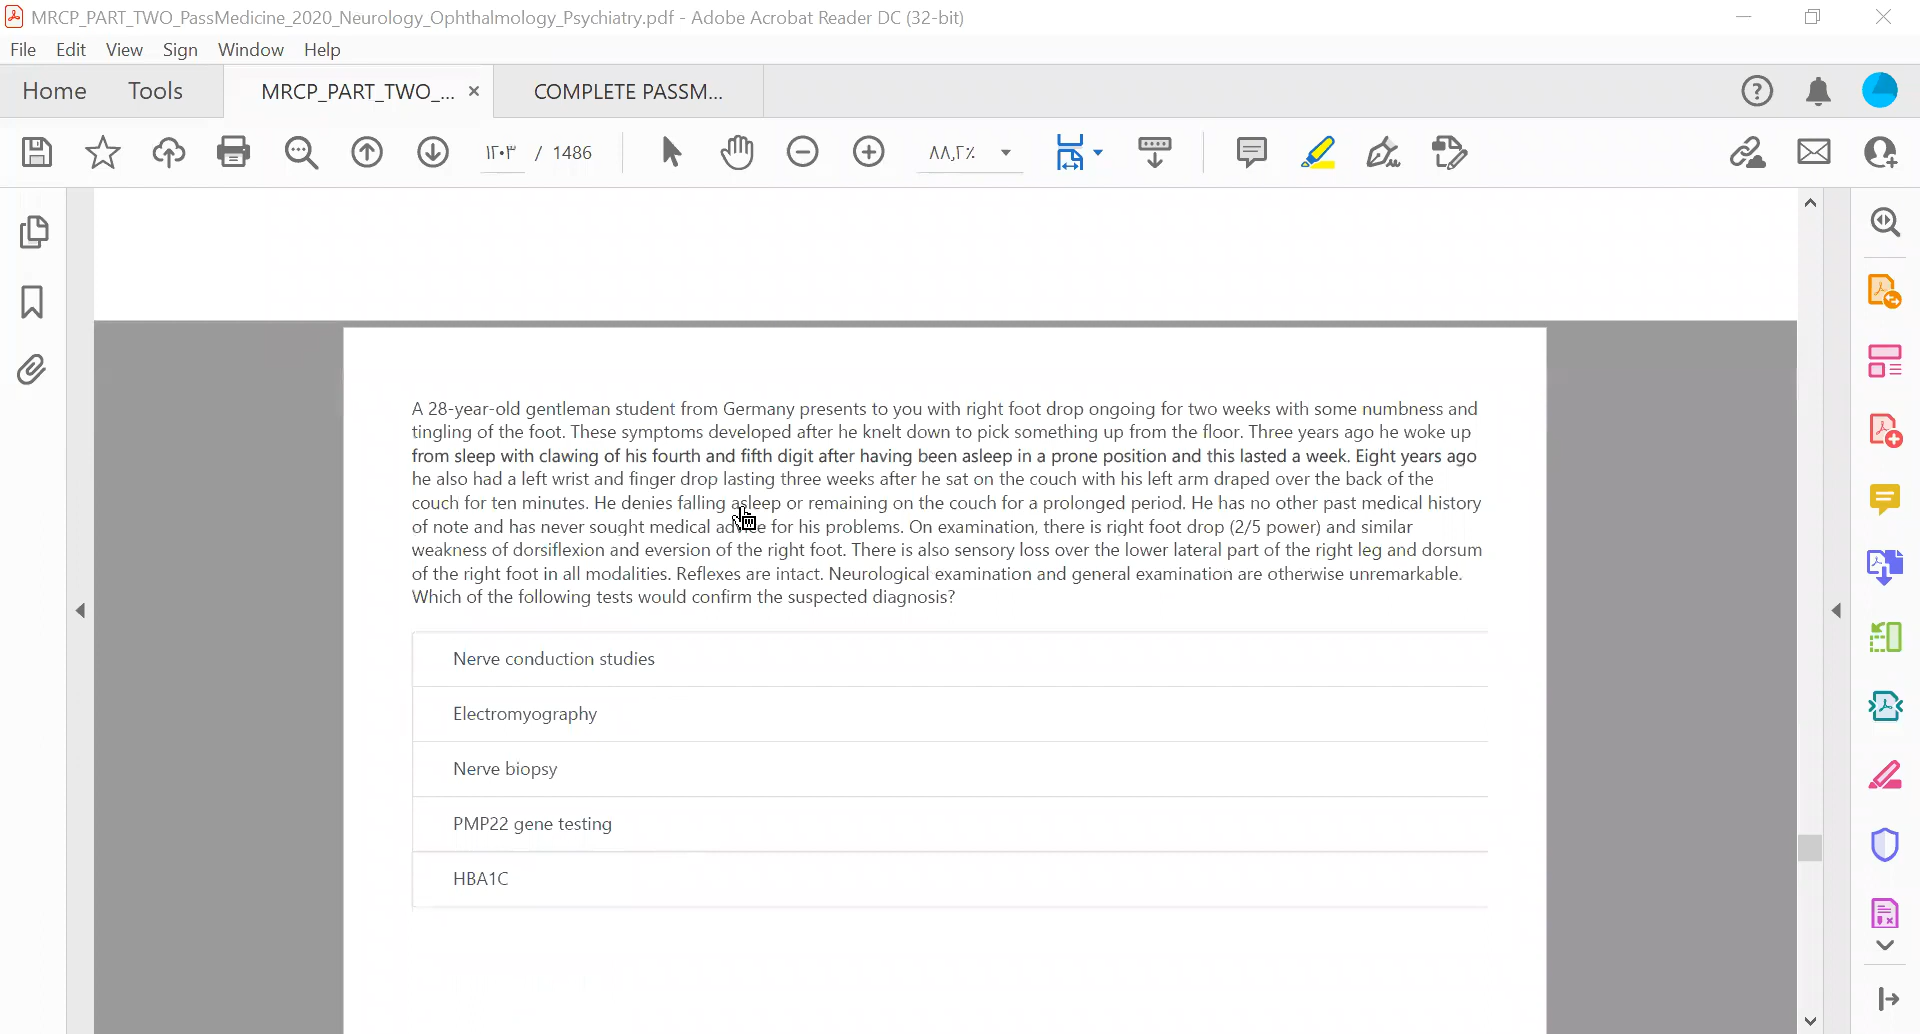 MRCP_PART_TWO_PassMedicine_2020_Neurology_Ophthalmology_Psychiatry.pdf - Adobe Acrobat Reader DC (32-bit)
File Edit View Sign Window Help
Home Tools MRCP_PART_TWO_... × COMPLETE PASSM...
١٢٠٣ / 1486 ٨٨,٢٪
A 28-year-old gentleman student from Germany presents to you with right foot drop ongoing for two weeks with some numbness and
tingling of the foot. These symptoms developed after he knelt down to pick something up from the floor. Three years ago he woke up
from sleep with clawing of his fourth and fifth digit after having been asleep in a prone position and this lasted a week. Eight years ago
he also had a left wrist and finger drop lasting three weeks after he sat on the couch with his left arm draped over the back of the
couch for ten minutes. He denies falling asleep or remaining on the couch for a prolonged period. He has no other past medical history
of note and has never sought medical advice for his problems. On examination, there is right foot drop (2/5 power) and similar
weakness of dorsiflexion and eversion of the right foot. There is also sensory loss over the lower lateral part of the right leg and dorsum
of the right foot in all modalities. Reflexes are intact. Neurological examination and general examination are otherwise unremarkable.
Which of the following tests would confirm the suspected diagnosis?
Nerve conduction studies
Electromyography
Nerve biopsy
PMP22 gene testing
HBA1C